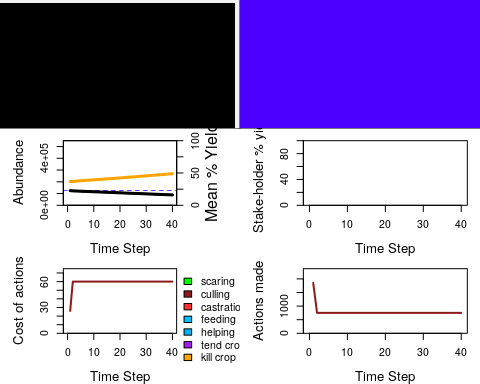 Abundance
0e+00
4e+05
0
50
100
Mean % Yield
0 10 20 30 40
Time Step
Stake-holder % yie
0
40
80
0 10 20 30 40
Time Step
Cost of actions
0
30
60
0 10 20 30 40
Time Step
scaring
culling
castratio
feeding
helping
tend cro
kill crop
Actions made
0
1000
0 10 20 30 40
Time Step